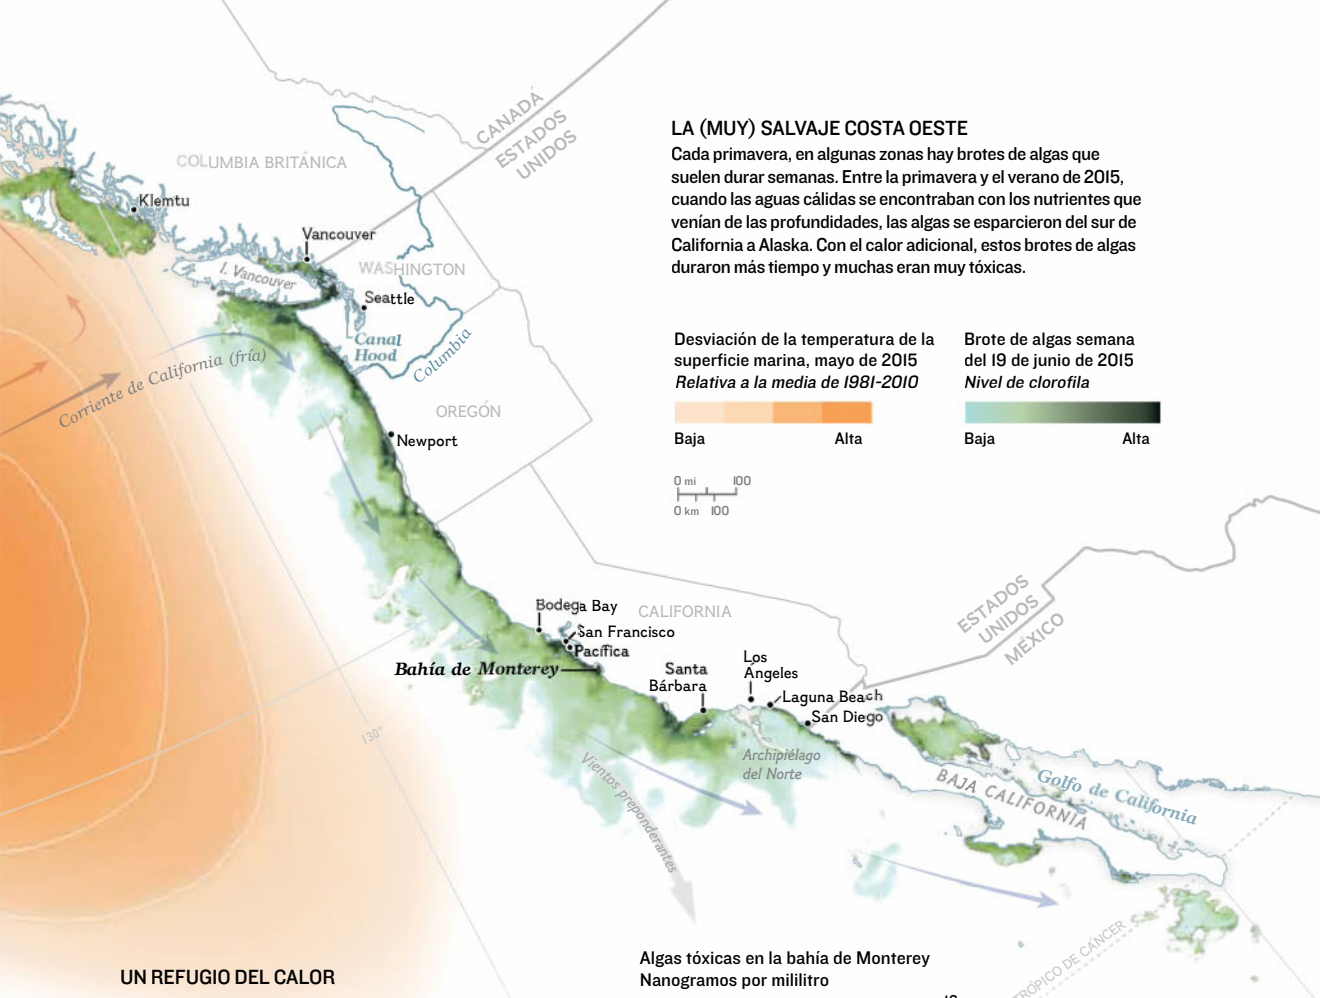 LA (MUY) SALVAJE COSTA OESTE
Cada primavera, en algunas zonas hay brotes de algas que
suelen durar semanas. Entre la primavera y el verano de 2015,
cuando las aguas cálidas se encontraban con los nutrientes que
venían de las profundidades, las algas se esparcieron del sur de
California a Alaska. Con el calor adicional, estos brotes de algas
duraron más tiempo y muchas eran muy tóxicas.
Desviación de la temperatura de la
superficie marina, mayo de 2015
Relativa a la media de 1981-2010
Baja Alta
Brote de algas semana
del 19 de junio de 2015
Nivel de clorofila
Baja Alta
0 mi 100
0 km 100
CANADÁ
ESTADOS
UNIDOS
COLUMBIA BRITÁNICA
Klemtu
Vancouver
I. Vancouver
WASHINGTON
Seattle
Canal
Hood
Columbia
Corriente de California (fría)
OREGÓN
Newport
Bodega Bay
CALIFORNIA
San Francisco
Pacífica
Bahía de Monterey
Santa
Bárbara
Los
Ángeles
Laguna Beach
San Diego
ESTADOS
UNIDOS
MÉXICO
130°
Archipiélago
del Norte
Vientos preponderantes
BAJA CALIFORNIA
Golfo de California
TRÓPICO DE CÁNCER
UN REFUGIO DEL CALOR
Algas tóxicas en la bahía de Monterey
Nanogramos por mililitro